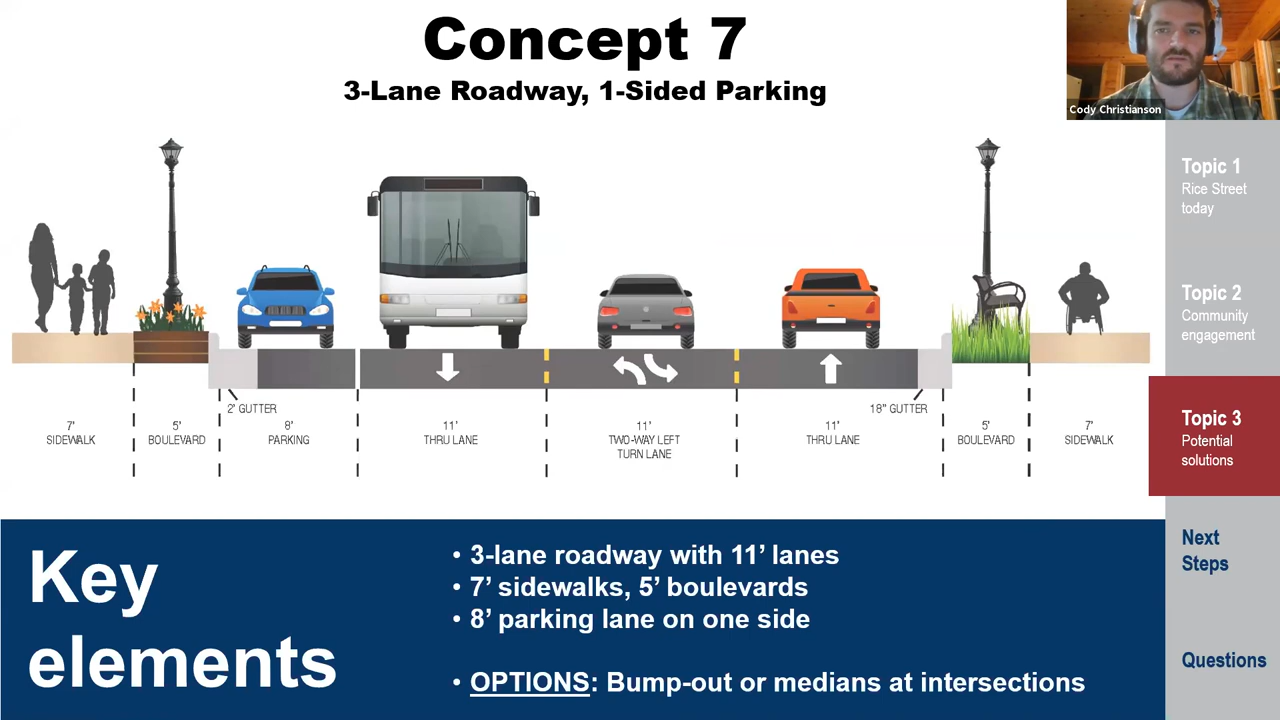 Concept 7
3-Lane Roadway, 1-Sided Parking
Cody Christianson
Topic 1
Rice Street
today
Topic 2
Community
engagement
Topic 3
Potential
solutions
Next
Steps
Questions
2' GUTTER
18" GUTTER
7'
SIDEWALK
5'
BOULEVARD
8'
PARKING
11'
THRU LANE
11'
TWO-WAY LEFT
TURN LANE
11'
THRU LANE
5'
BOULEVARD
7'
SIDEWALK
Key
elements
• 3-lane roadway with 11’ lanes
• 7’ sidewalks, 5’ boulevards
• 8’ parking lane on one side
• OPTIONS: Bump-out or medians at intersections